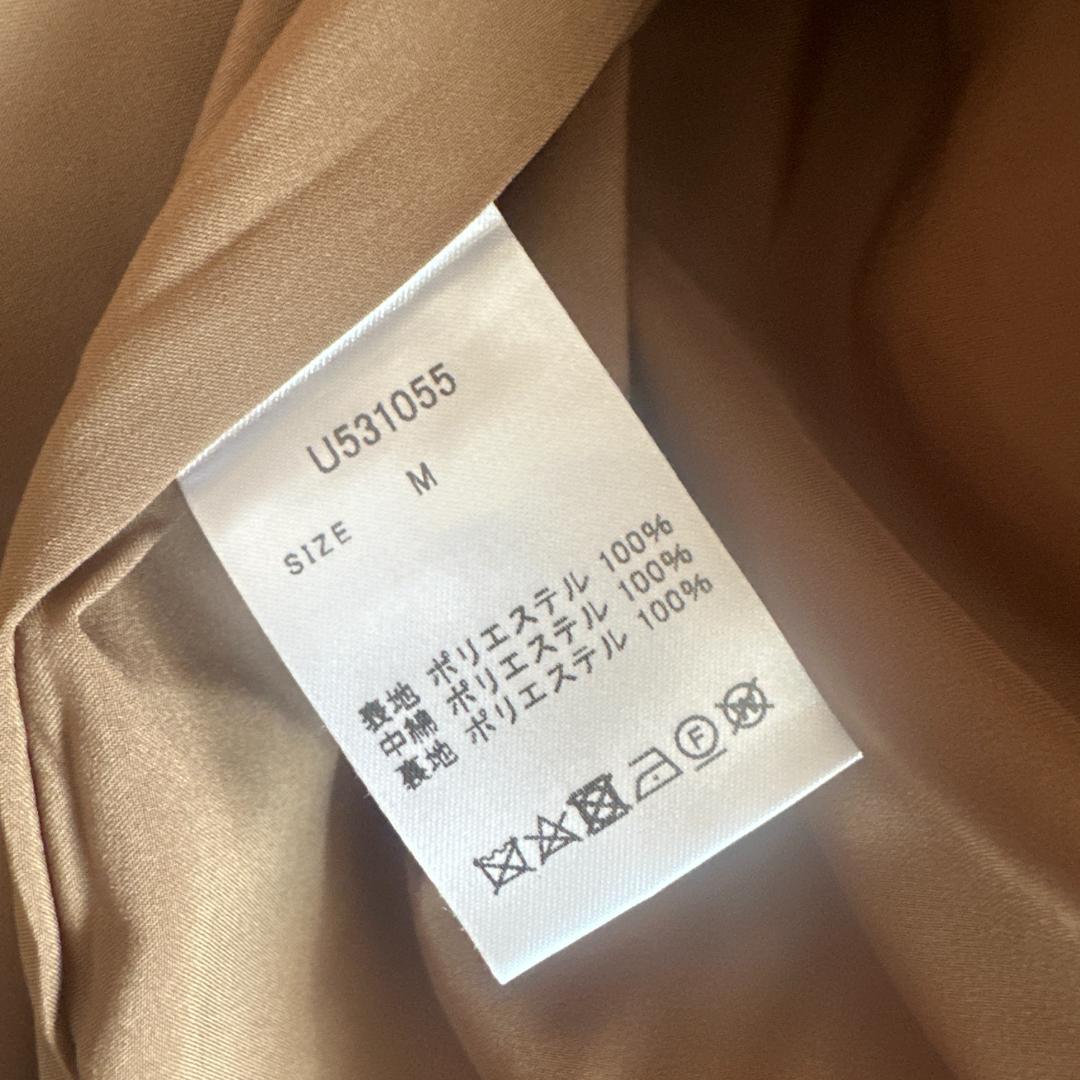 U531055
M
SIZE
表地 ポリエステル 100%
中綿 ポリエステル 100%
裏地 ポリエステル 100%
F W